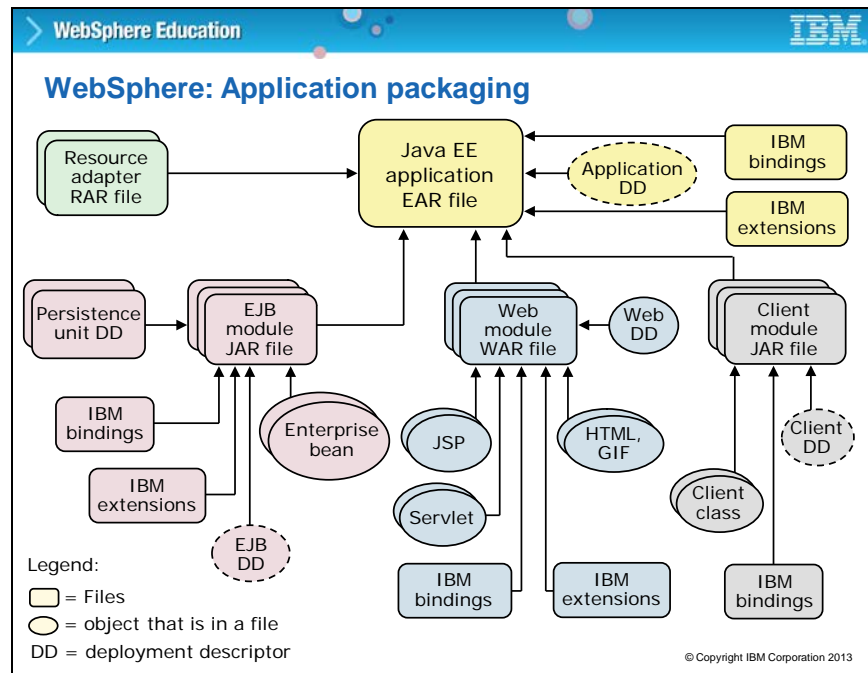 WebSphere Education
IBM
WebSphere: Application packaging
Resource
adapter
RAR file
Java EE
application
EAR file
Application
DD
IBM
bindings
IBM
extensions
Persistence
unit DD
EJB
module
JAR file
Web
module
WAR file
Web
DD
Client
module
JAR file
IBM
bindings
Enterprise
bean
JSP
HTML,
GIF
Client
DD
IBM
extensions
Servlet
Client
class
EJB
DD
IBM
bindings
IBM
extensions
IBM
bindings
Legend:
= Files
= object that is in a file
DD = deployment descriptor
© Copyright IBM Corporation 2013